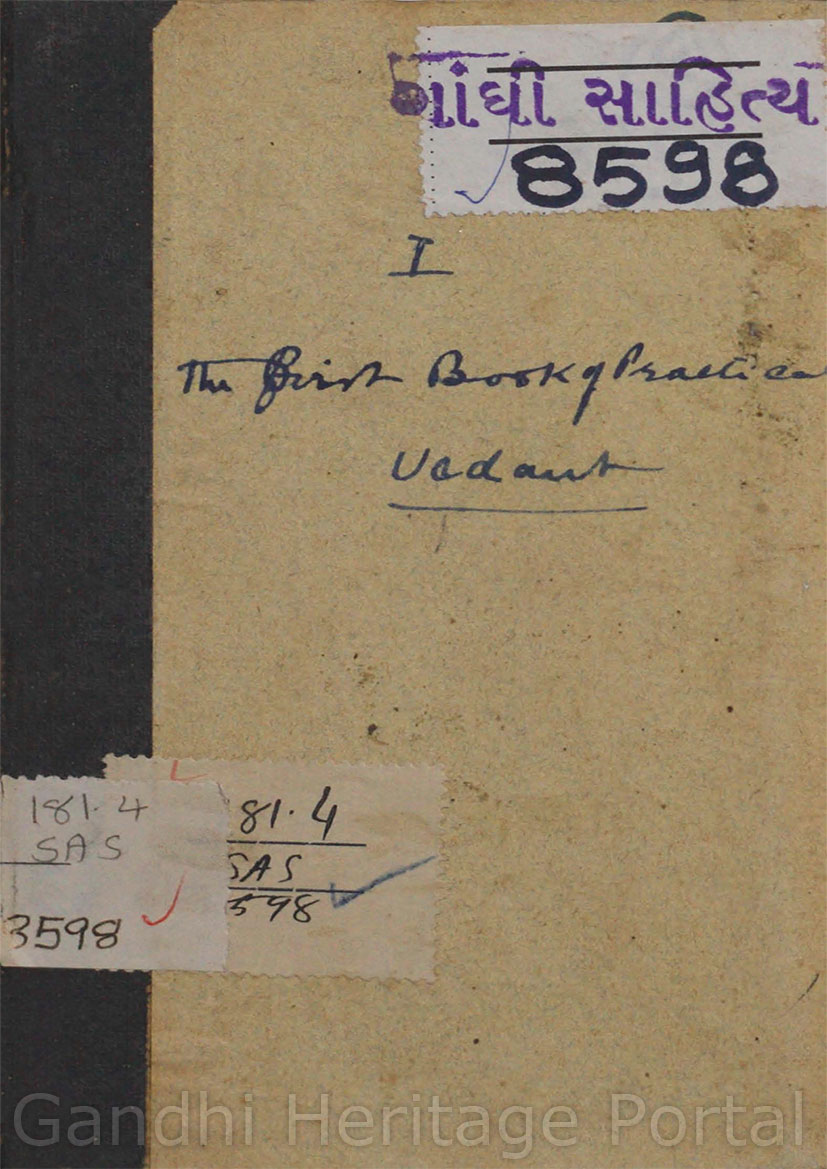 ગાંધી સાહિત્ય
8598
I
The First Book of Practical
Vedant
181.4
SAS
3598
81.4
SAS
598
Gandhi Heritage Portal